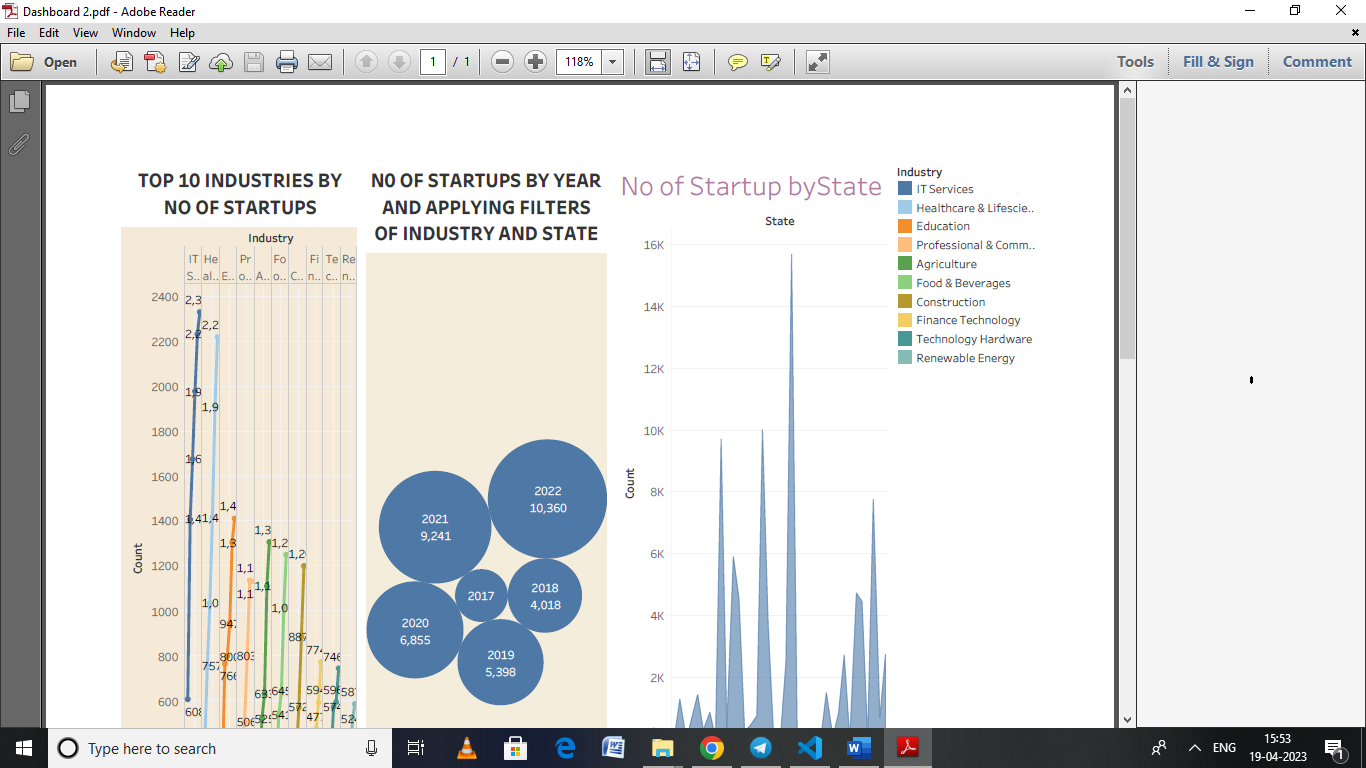 Dashboard 2.pdf - Adobe Reader
File Edit View Window Help
Open
1 / 1
118%
Tools Fill & Sign Comment
TOP 10 INDUSTRIES BY
NO OF STARTUPS
Industry
IT He Pr Fo Fi Te Re
S.. al.. E.. o.. A.. o.. C.. n.. c.. n..
2400
2200
2000
1800
1600
1400
1200
1000
800
600
Count
2,3
2,2
2,2
1,9
1,9
1,6
1,4
1,4
1,4
1,3
1,3
1,2
1,2
1,1
1,1
1,1
1,0
1,0
947
887
803
800
766
757
774
746
608
645
594
596
587
572
574
506
525
541
477
524
N0 OF STARTUPS BY YEAR
AND APPLYING FILTERS
OF INDUSTRY AND STATE
2022
10,360
2021
9,241
2017
2018
4,018
2020
6,855
2019
5,398
No of Startup byState
State
16K
14K
12K
10K
8K
6K
4K
2K
Count
Industry
IT Services
Healthcare & Lifescie..
Education
Professional & Comm..
Agriculture
Food & Beverages
Construction
Finance Technology
Technology Hardware
Renewable Energy
Type here to search
ENG
15:53
19-04-2023
1